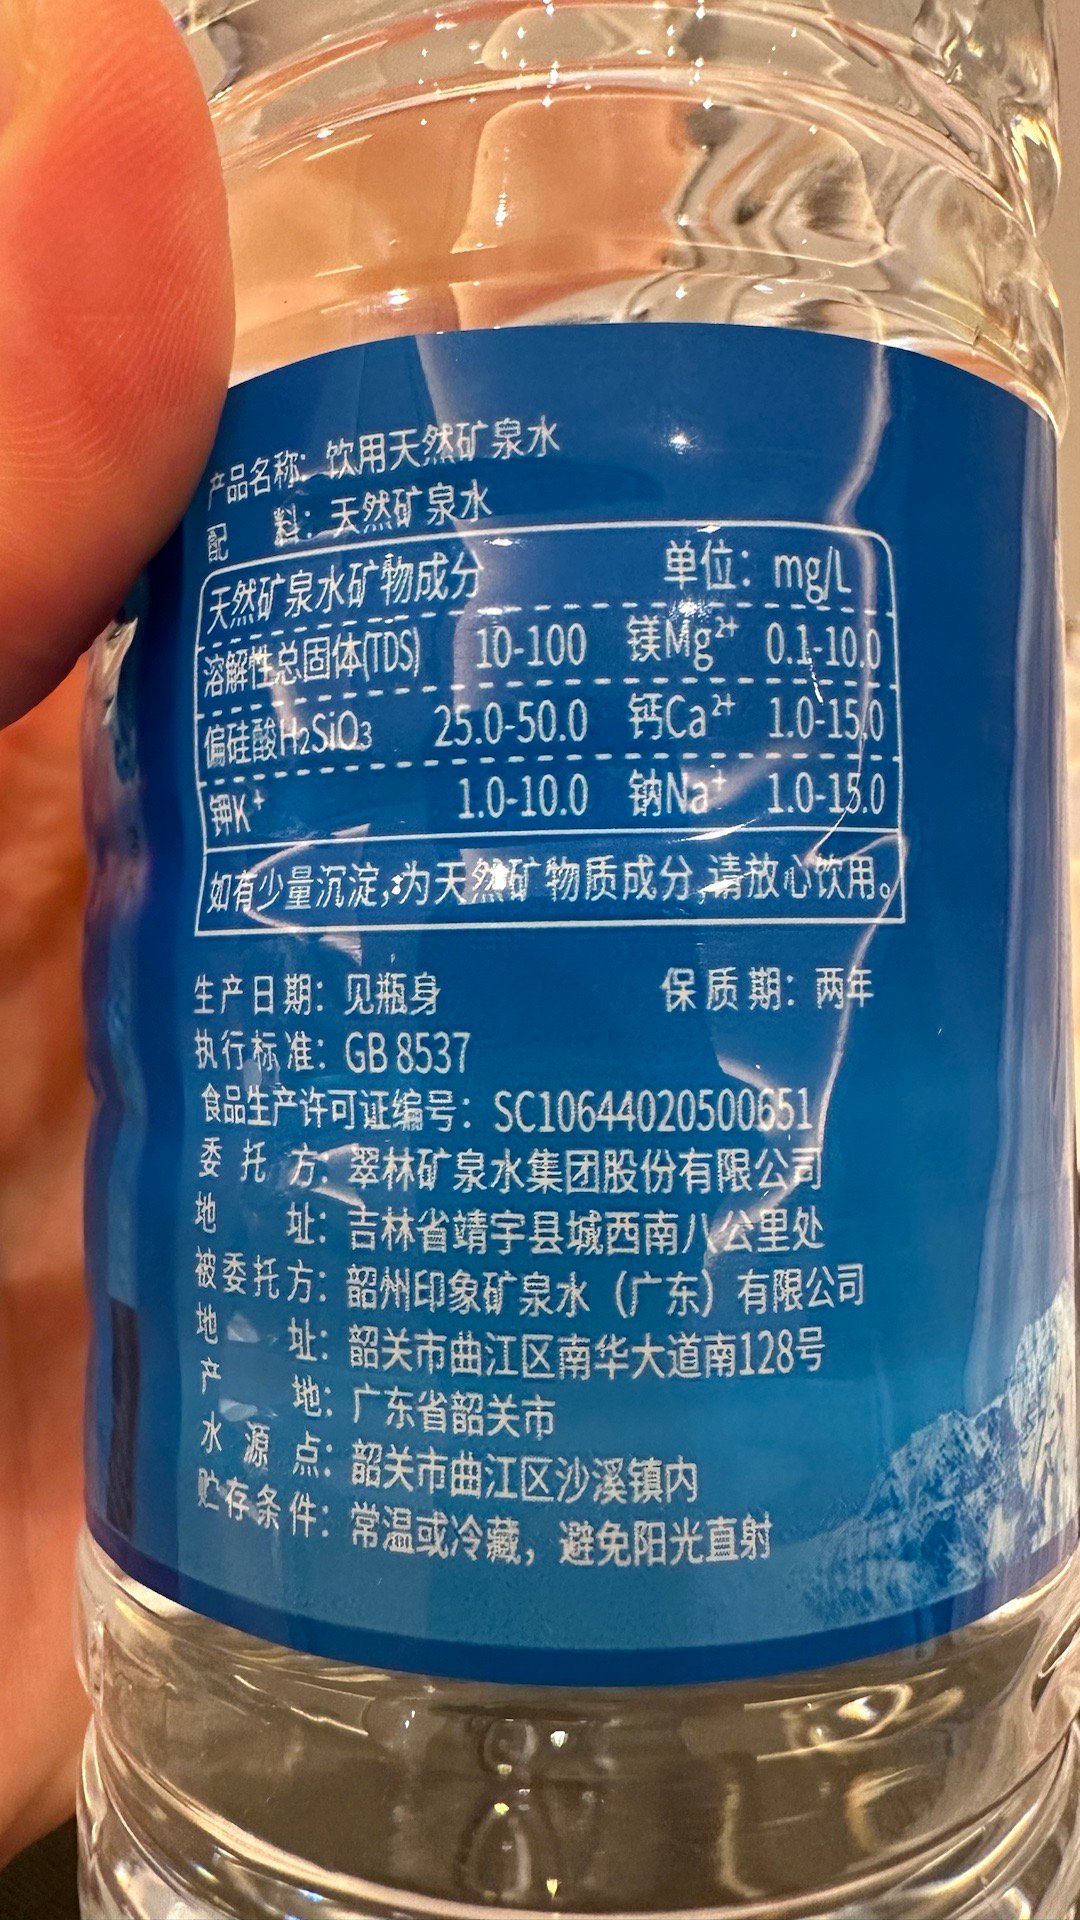 产品名称：饮用天然矿泉水
配 料：天然矿泉水
天然矿泉水矿物成分 单位：mg/L
溶解性总固体(TDS) 10-100 镁Mg²⁺ 0.1-10.0
偏硅酸H₂SiO₃ 25.0-50.0 钙Ca²⁺ 1.0-15.0
钾K⁺ 1.0-10.0 钠Na⁺ 1.0-15.0
如有少量沉淀,为天然矿物质成分,请放心饮用。
生产日期：见瓶身 保质期：两年
执行标准：GB 8537
食品生产许可证编号：SC10644020500651
委托方：翠林矿泉水集团股份有限公司
地 址：吉林省靖宇县城西南八公里处
被委托方：韶州印象矿泉水（广东）有限公司
地 址：韶关市曲江区南华大道南128号
产 地：广东省韶关市
水源点：韶关市曲江区沙溪镇内
贮存条件：常温或冷藏，避免阳光直射